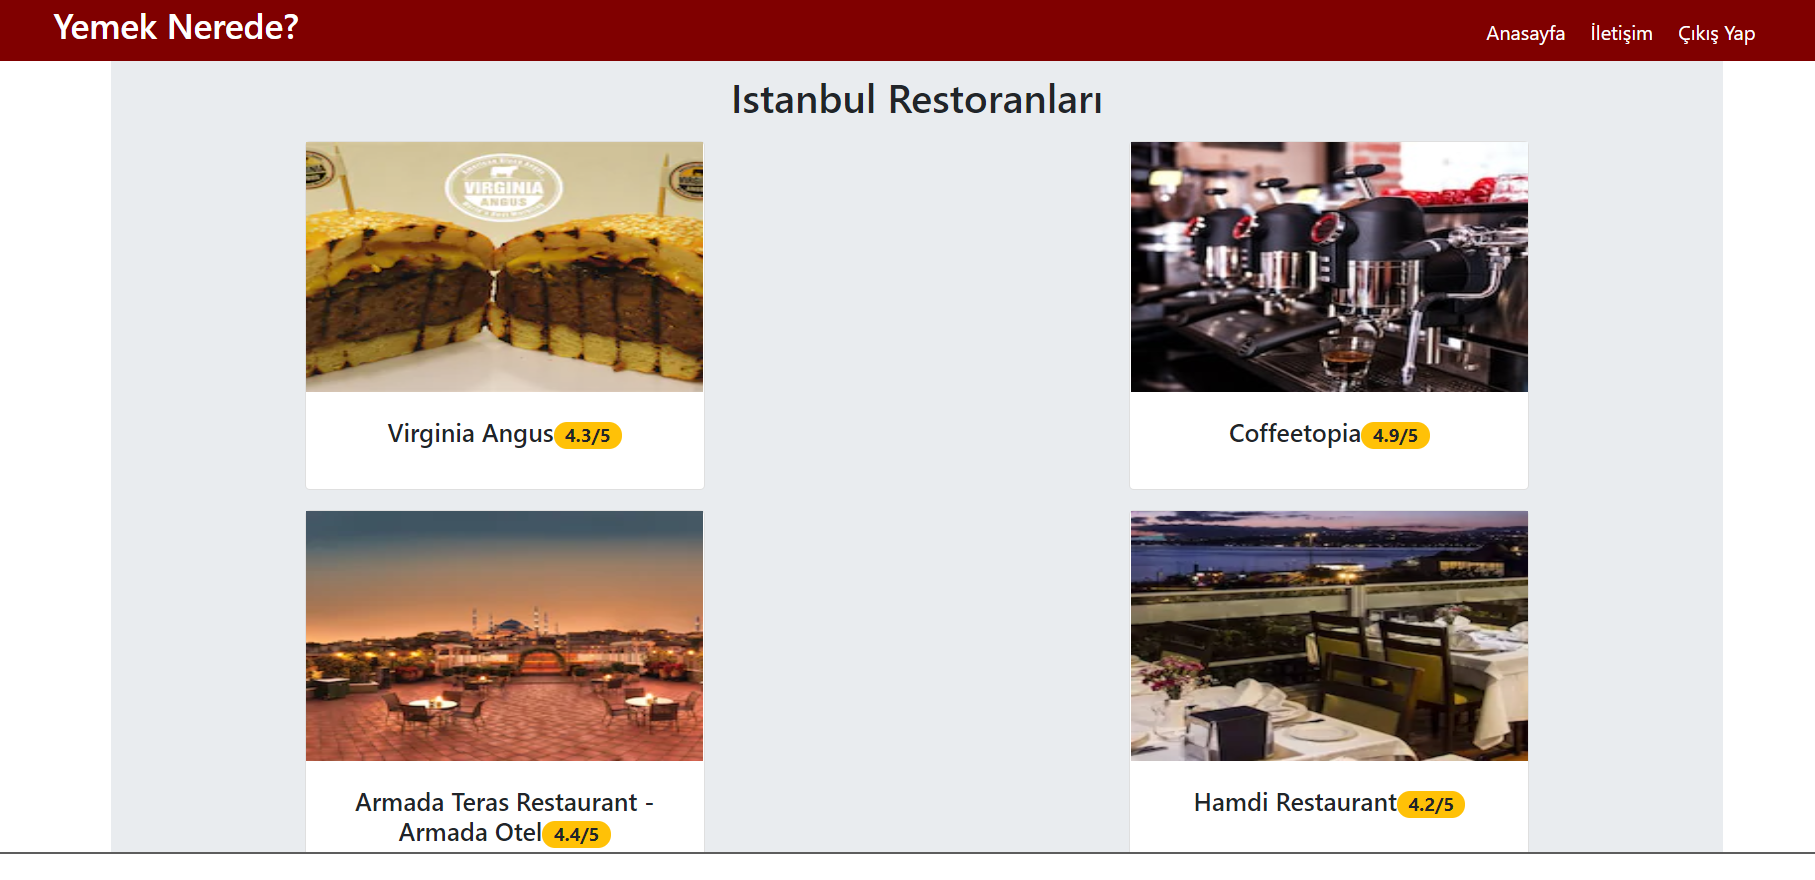 Yemek Nerede?
Anasayfa İletişim Çıkış Yap
Istanbul Restoranları
VIRGINIA
ANGUS
Virginia Angus 4.3/5
Coffeetopia 4.9/5
Armada Teras Restaurant -
Armada Otel 4.4/5
Hamdi Restaurant 4.2/5